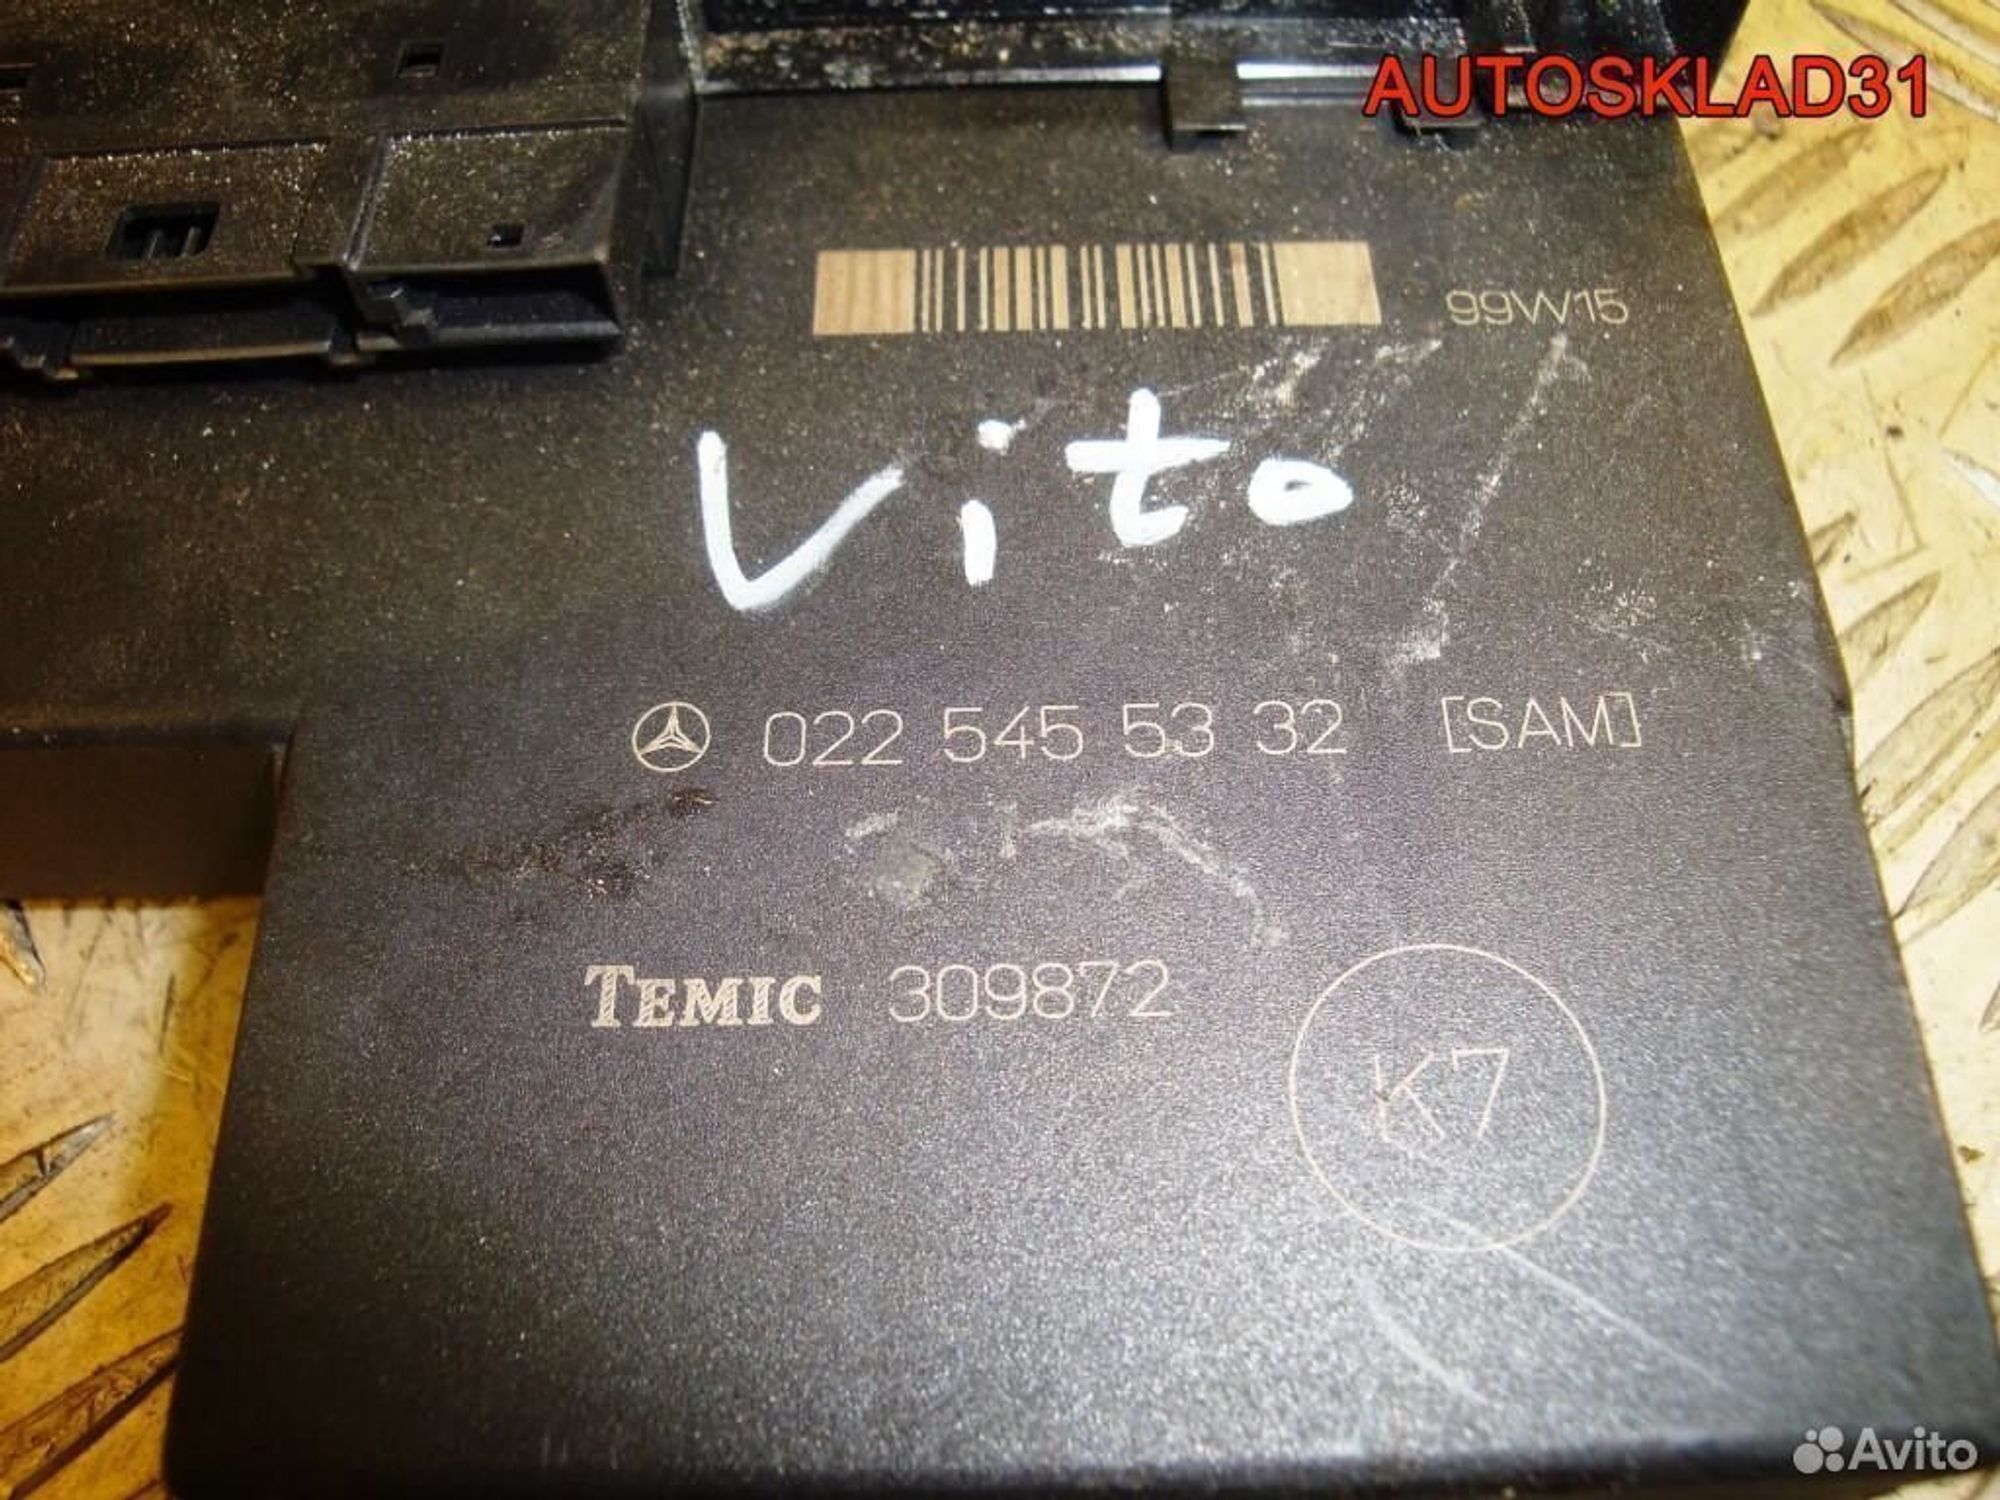 AUTOSKLAD31
99W15
Vito
022 545 53 32 [SAM]
TEMIC 309872
K7
Avito